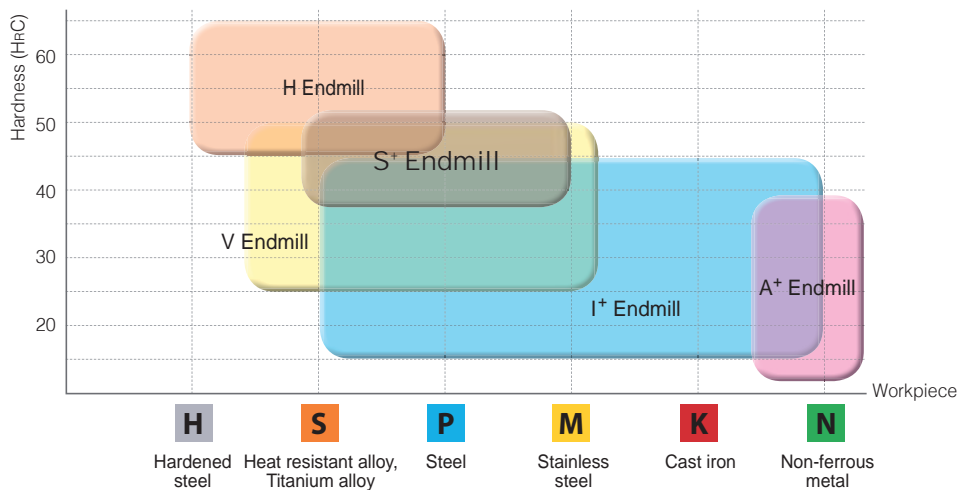 Hardness (HRC)
60
50
40
30
20
H Endmill
S+ Endmill
V Endmill
I+ Endmill
A+ Endmill
Workpiece
H
S
P
M
K
N
Hardened
steel
Heat resistant alloy,
Titanium alloy
Steel
Stainless
steel
Cast iron
Non-ferrous
metal